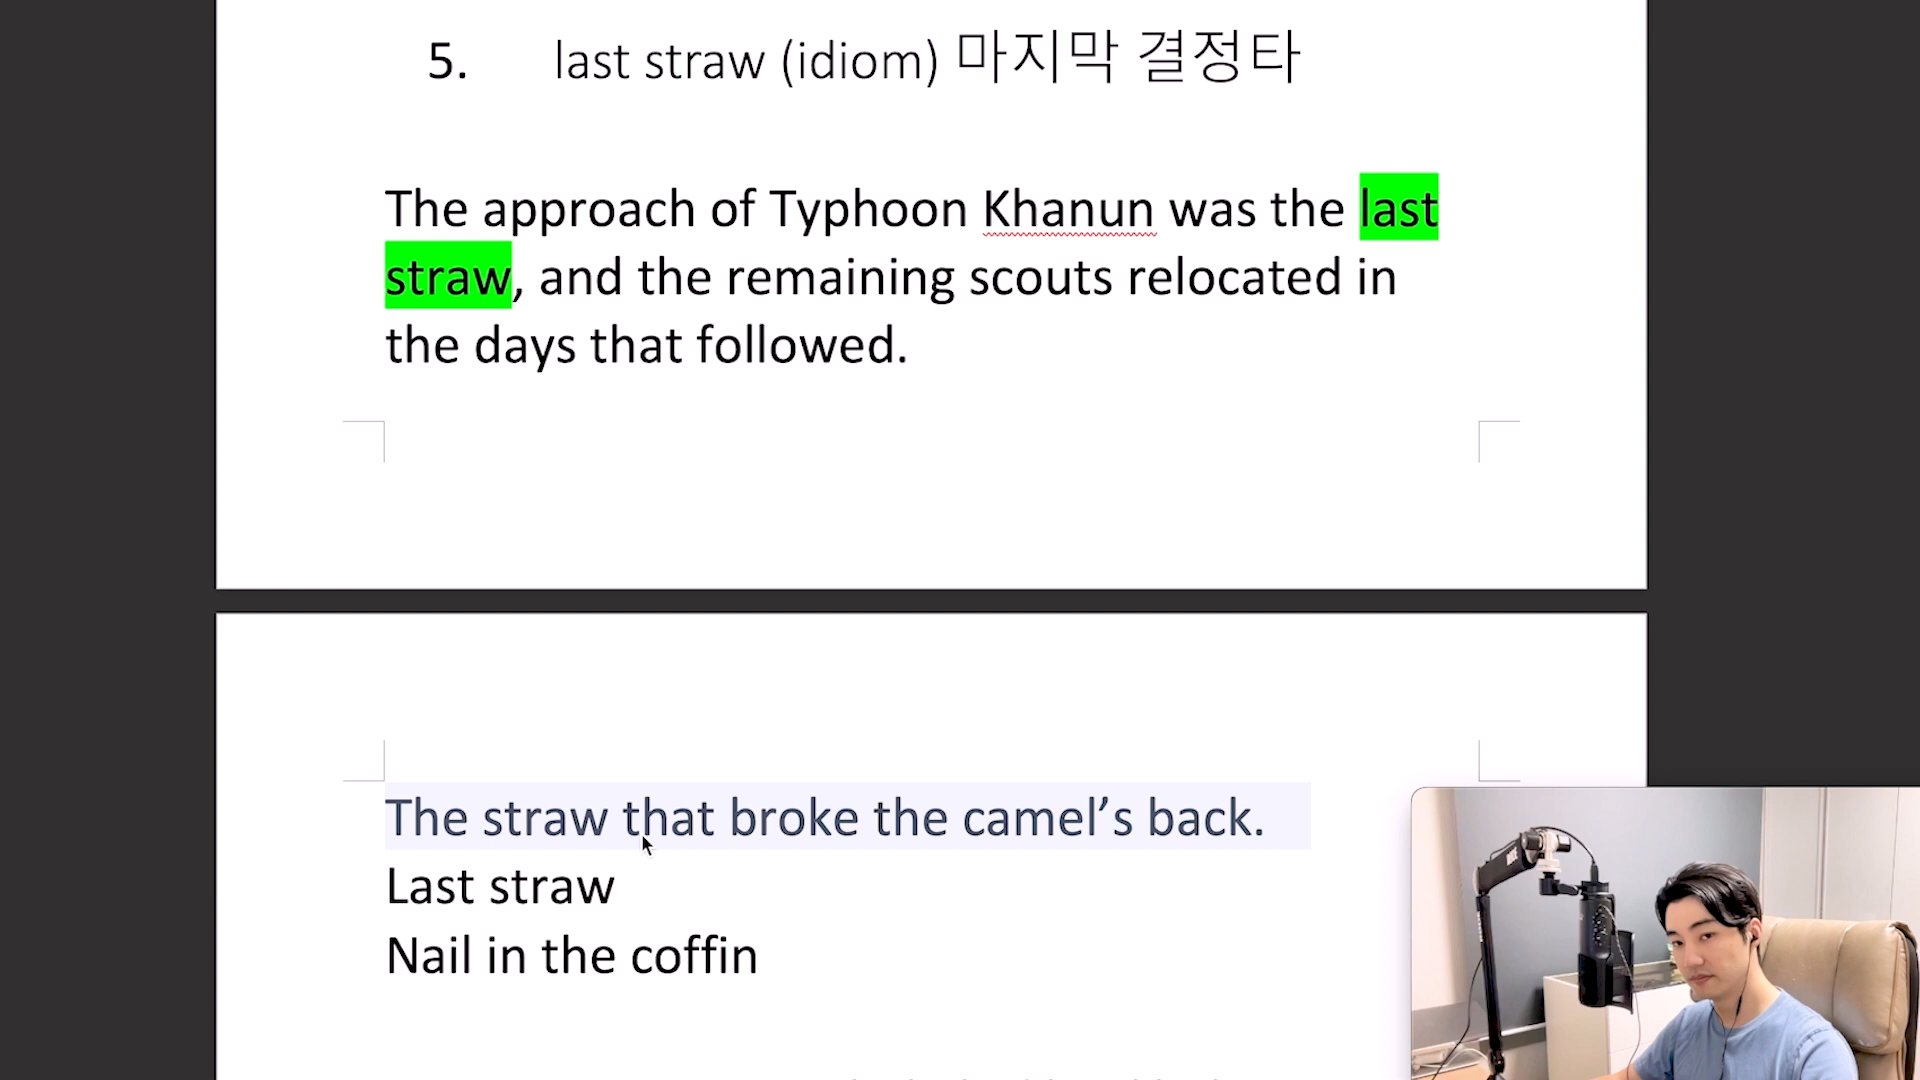 5. last straw (idiom) 마지막 결정타
The approach of Typhoon Khanun was the last
straw, and the remaining scouts relocated in
the days that followed.
The straw that broke the camel’s back.
Last straw
Nail in the coffin